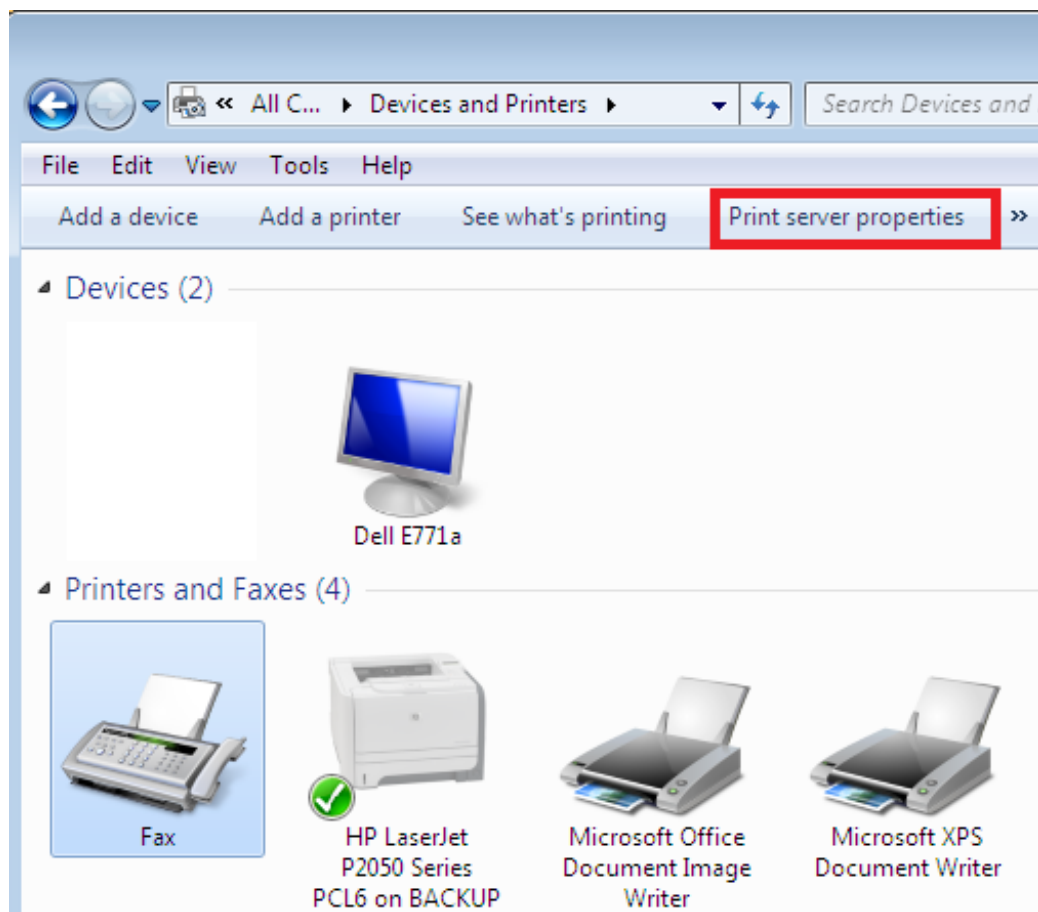 « All C... ▸ Devices and Printers ▸ Search Devices and
File Edit View Tools Help
Add a device Add a printer See what's printing Print server properties »
Devices (2)
Dell E771a
Printers and Faxes (4)
Fax
HP LaserJet
P2050 Series
PCL6 on BACKUP
Microsoft Office
Document Image
Writer
Microsoft XPS
Document Writer